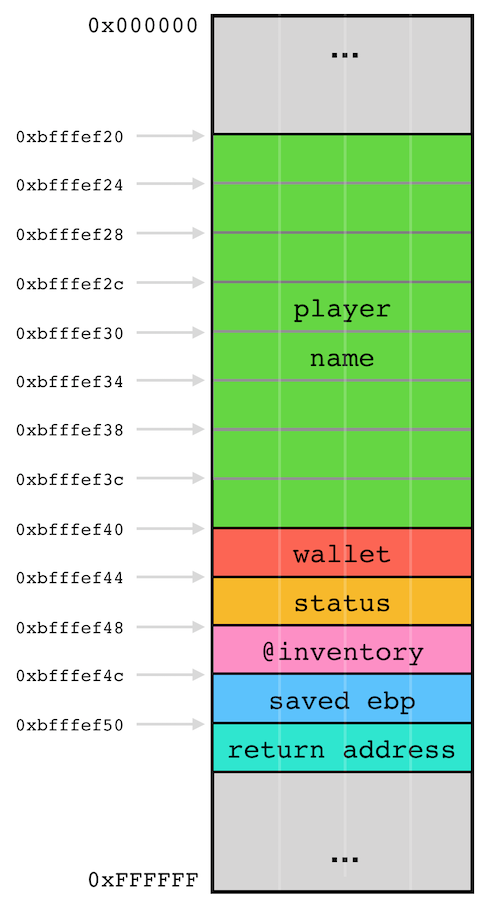 0x000000
...
0xbfffef20
0xbfffef24
0xbfffef28
0xbfffef2c
player
0xbfffef30
name
0xbfffef34
0xbfffef38
0xbfffef3c
0xbfffef40
wallet
0xbfffef44
status
0xbfffef48
@inventory
0xbfffef4c
saved ebp
0xbfffef50
return address
...
0xFFFFFF